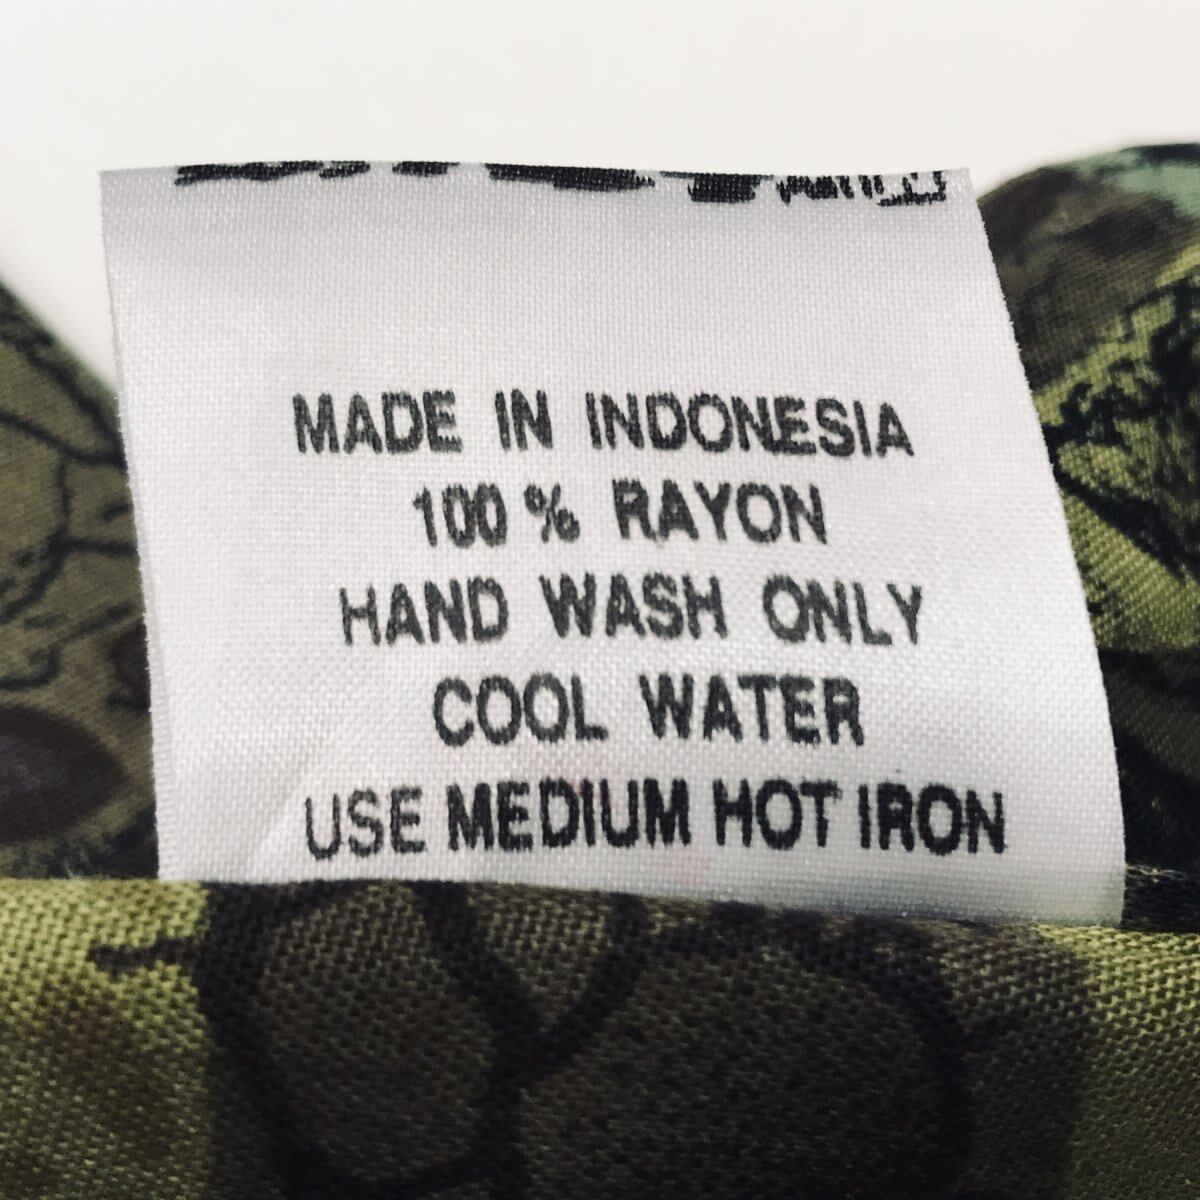 MADE IN INDONESIA
100 % RAYON
HAND WASH ONLY
COOL WATER
USE MEDIUM HOT IRON